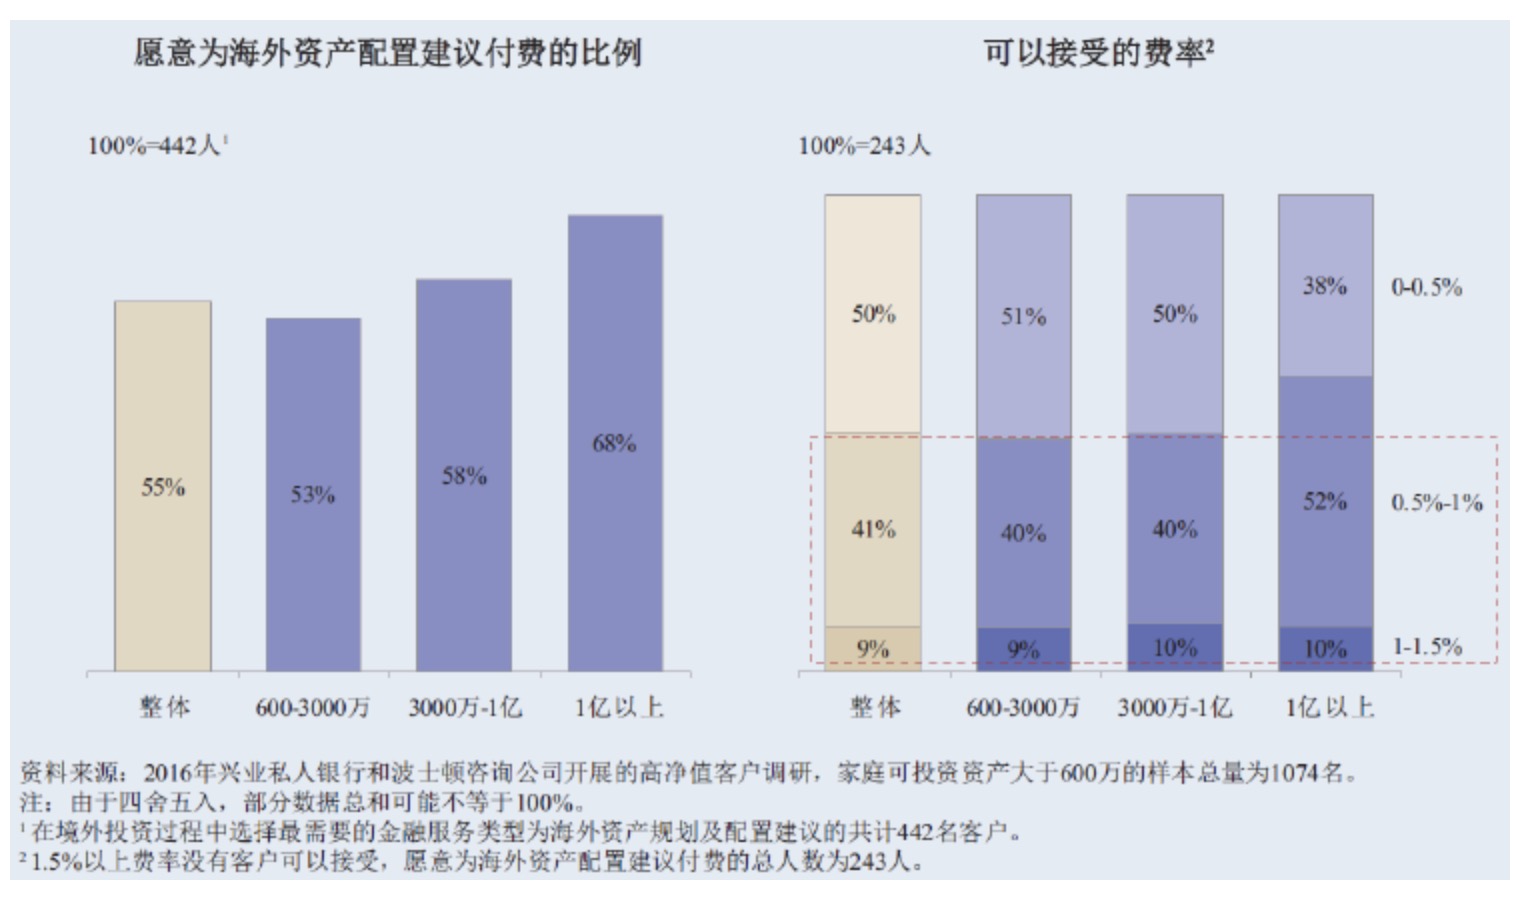 愿意为海外资产配置建议付费的比例
100%=442人¹
55%
53%
58%
68%
整体
600-3000万
3000万-1亿
1亿以上
可以接受的费率²
100%=243人
50%
51%
50%
38%
0-0.5%
41%
40%
40%
52%
0.5%-1%
9%
9%
10%
10%
1-1.5%
整体
600-3000万
3000万-1亿
1亿以上
资料来源：2016年兴业私人银行和波士顿咨询公司开展的高净值客户调研，家庭可投资资产大于600万的样本总量为1074名。
注：由于四舍五入，部分数据总和可能不等于100%。
¹在境外投资过程中选择最需要的金融服务类型为海外资产规划及配置建议的共计442名客户。
²1.5%以上费率没有客户可以接受，愿意为海外资产配置建议付费的总人数为243人。